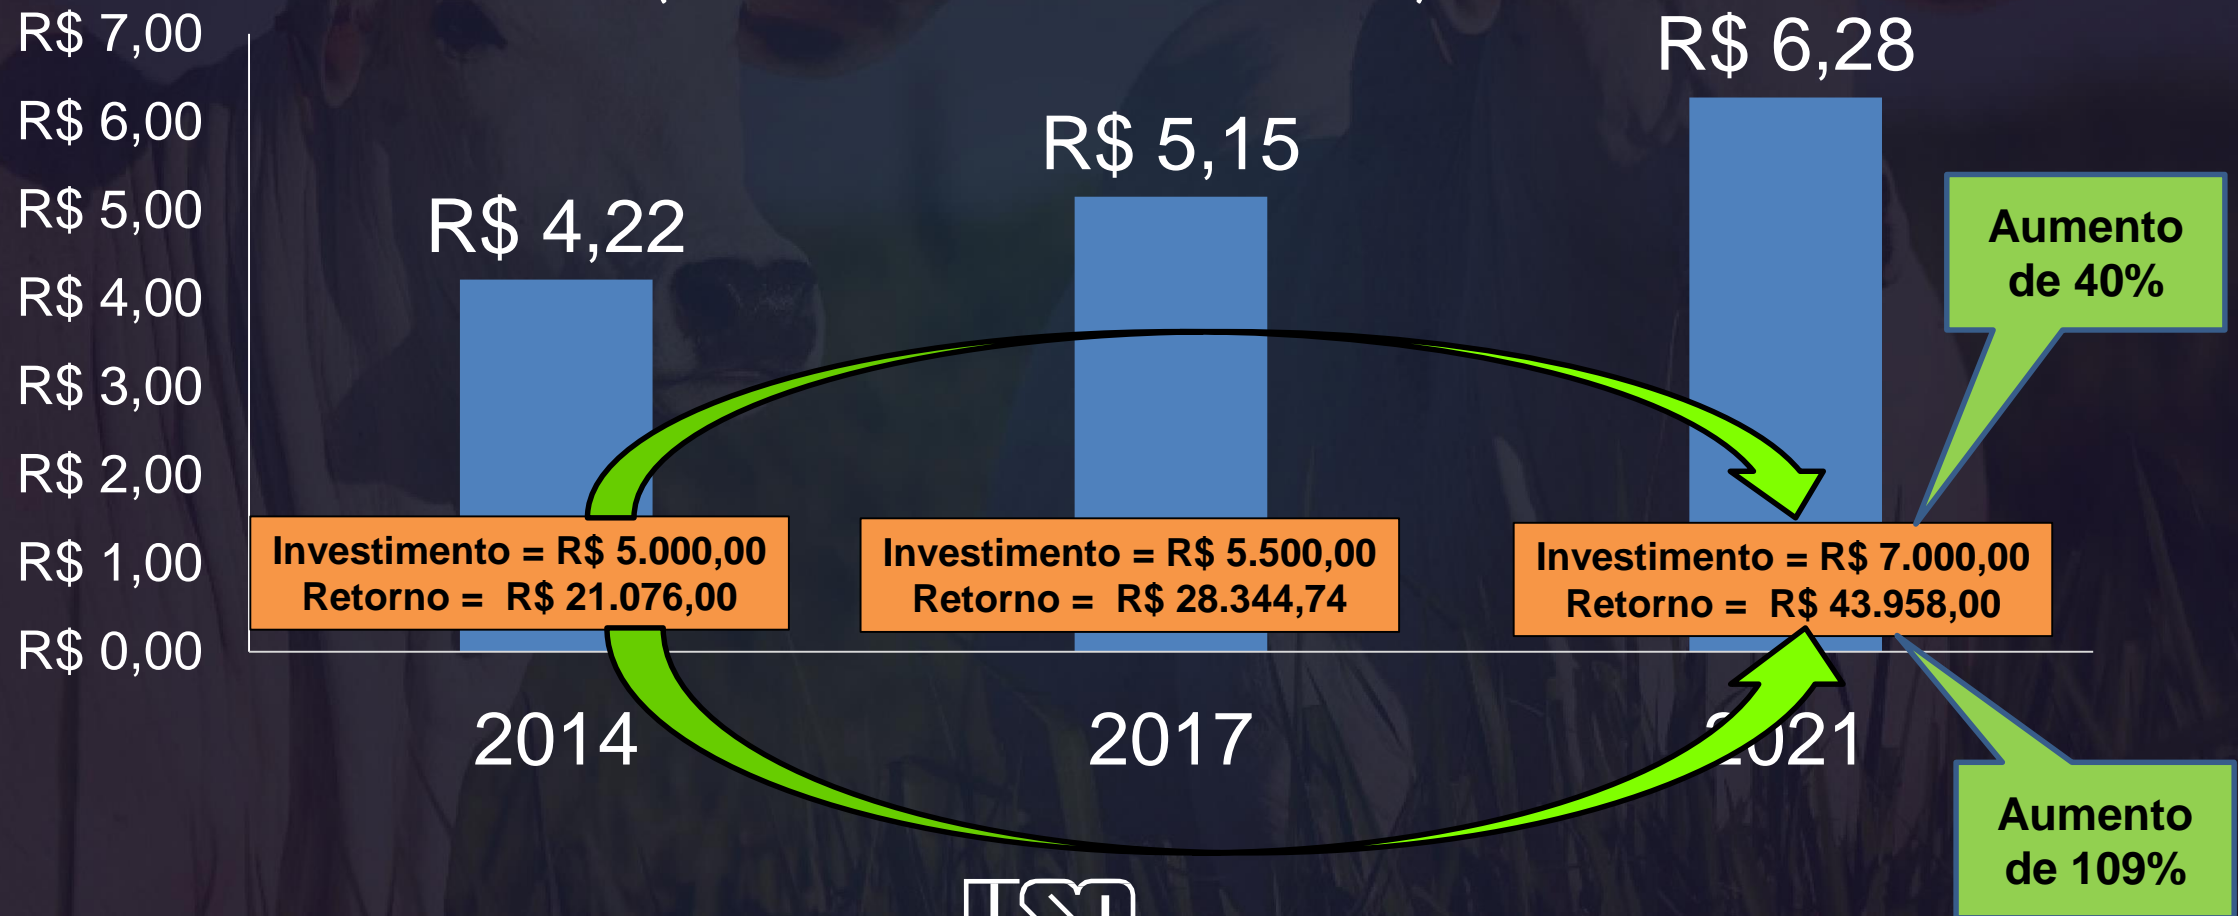 R$ 7,00
R$ 6,00
R$ 5,00
R$ 4,00
R$ 3,00
R$ 2,00
R$ 1,00
R$ 0,00
R$ 4,22
R$ 5,15
R$ 6,28
Aumento
de 40%
Investimento = R$ 5.000,00
Retorno = R$ 21.076,00
Investimento = R$ 5.500,00
Retorno = R$ 28.344,74
Investimento = R$ 7.000,00
Retorno = R$ 43.958,00
2014
2017
2021
Aumento
de 109%